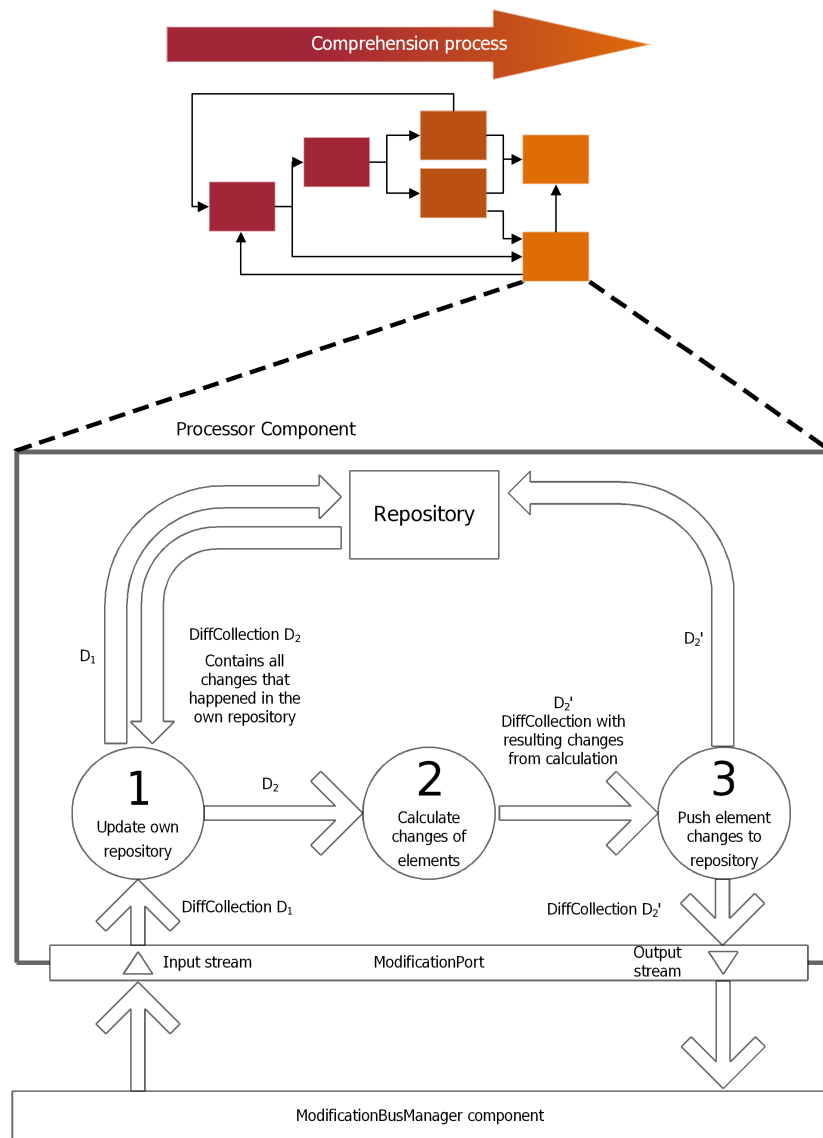 Comprehension process
Processor Component
Repository
DiffCollection D₂
Contains all
changes that
happened in the
own repository
D₁
D₂'
D₂'
DiffCollection with
resulting changes
from calculation
1
Update own
repository
D₂
2
Calculate
changes of
elements
3
Push element
changes to
repository
DiffCollection D₁
DiffCollection D₂'
Input stream
ModificationPort
Output
stream
ModificationBusManager component